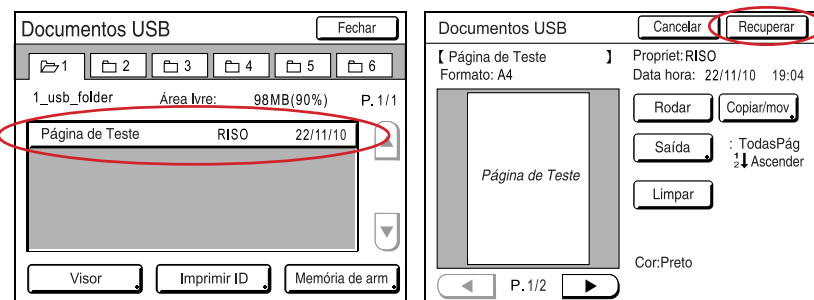 Documentos USB Fechar
1 2 3 4 5 6
1_usb_folder Área lvre: 98MB(90%) P. 1/1
Página de Teste RISO 22/11/10
Visor Imprimir ID Memória de arm
Documentos USB Cancelar Recuperar
【 Página de Teste 】 Propriet:RISO
Formato: A4 Data hora: 22/11/10 19:04
Rodar Copiar/mov
Saída : TodasPág
1 2 Ascender
Página de Teste
Limpar
Cor:Preto
P. 1/2